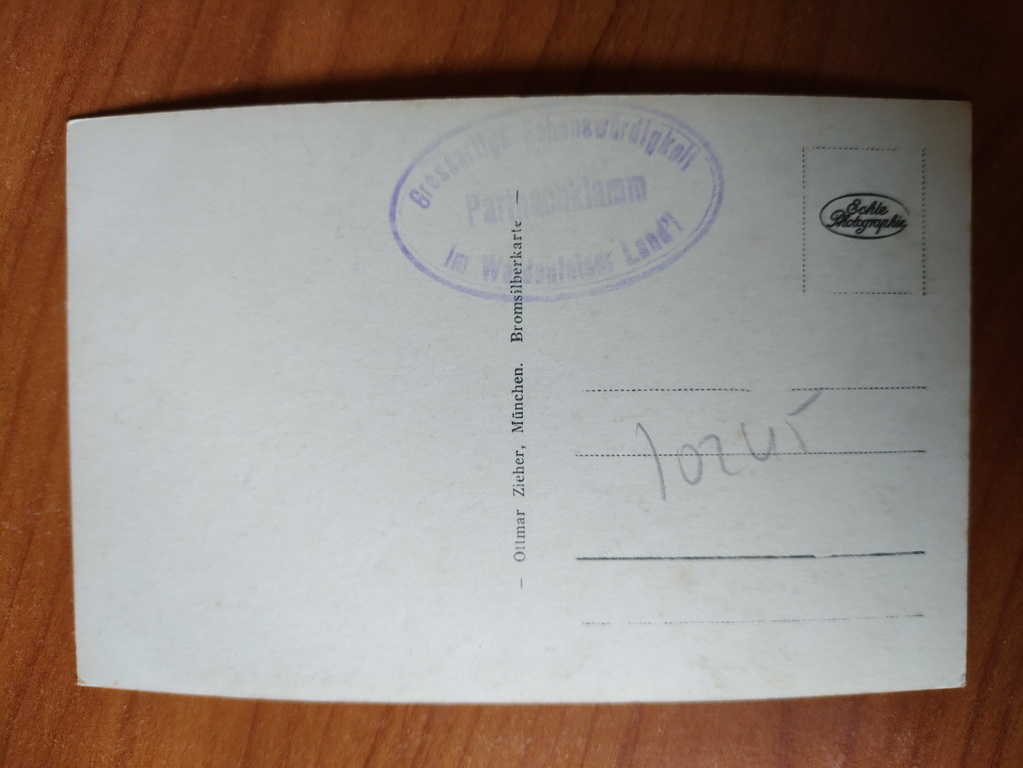 Grossartige Sehenswürdigkeit
Partnachklamm
im Werdenfelser Land'l
Echte
Photographie
— Ottmar Zieher, München. Bromsilberkarte —